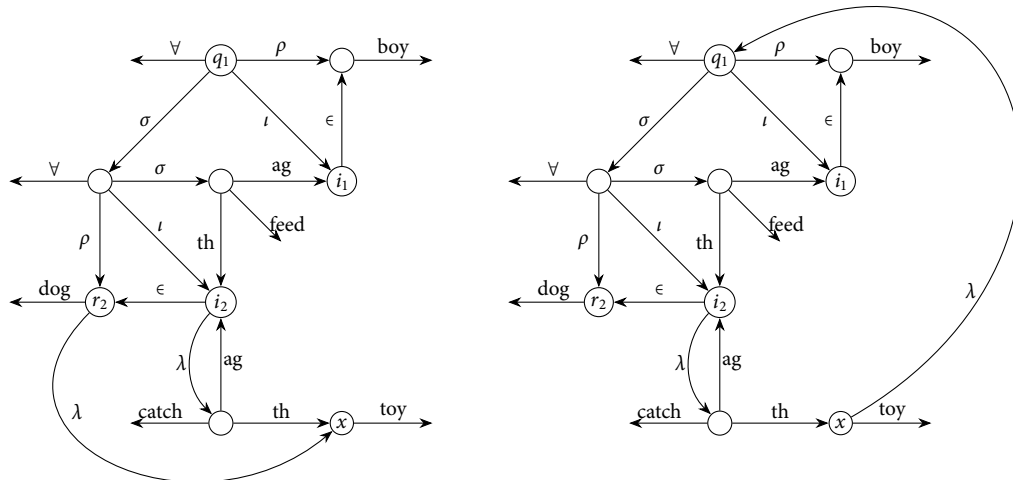 ∀ q₁ ρ boy
σ ι ϵ
∀ σ ag i₁
ρ ι th feed
dog r₂ ϵ i₂
λ ag
λ catch th x toy
∀ q₁ ρ boy
σ ι ϵ
∀ σ ag i₁
ρ ι th feed
dog r₂ ϵ i₂ λ
λ ag
catch th x toy